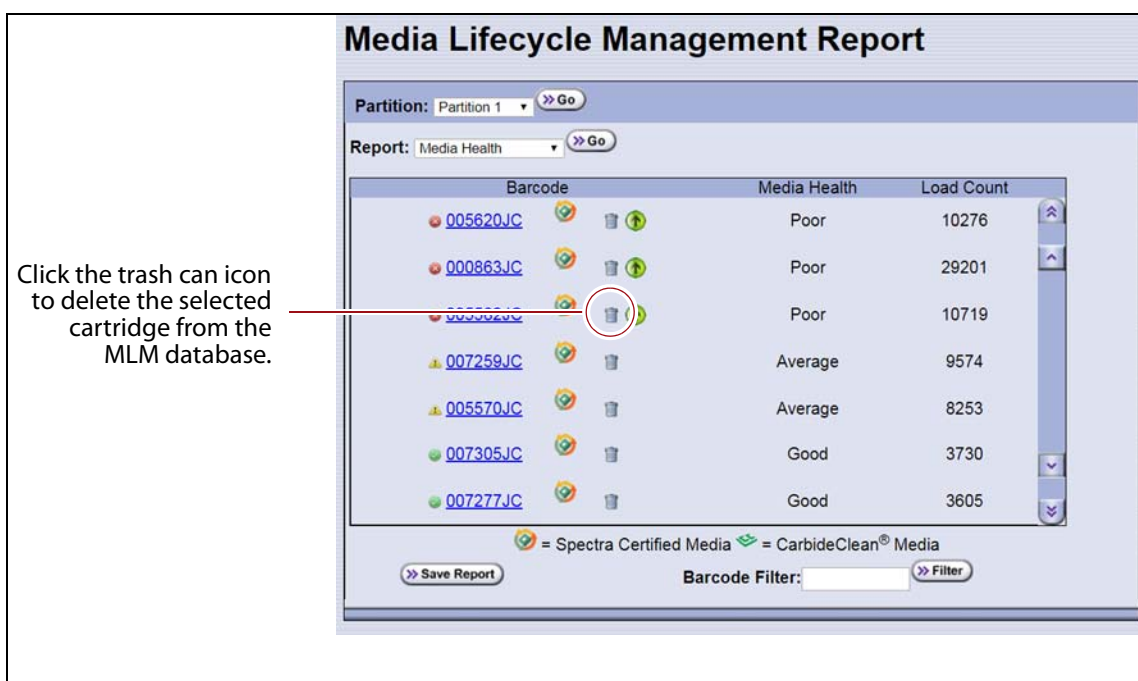 Media Lifecycle Management Report
Partition: Partition 1 Go
Report: Media Health Go
Barcode Media Health Load Count
005620JC Poor 10276
000863JC Poor 29201
Click the trash can icon
to delete the selected
cartridge from the
MLM database.
005562JC Poor 10719
007259JC Average 9574
005570JC Average 8253
007305JC Good 3730
007277JC Good 3605
= Spectra Certified Media = CarbideClean® Media
Save Report Barcode Filter: Filter